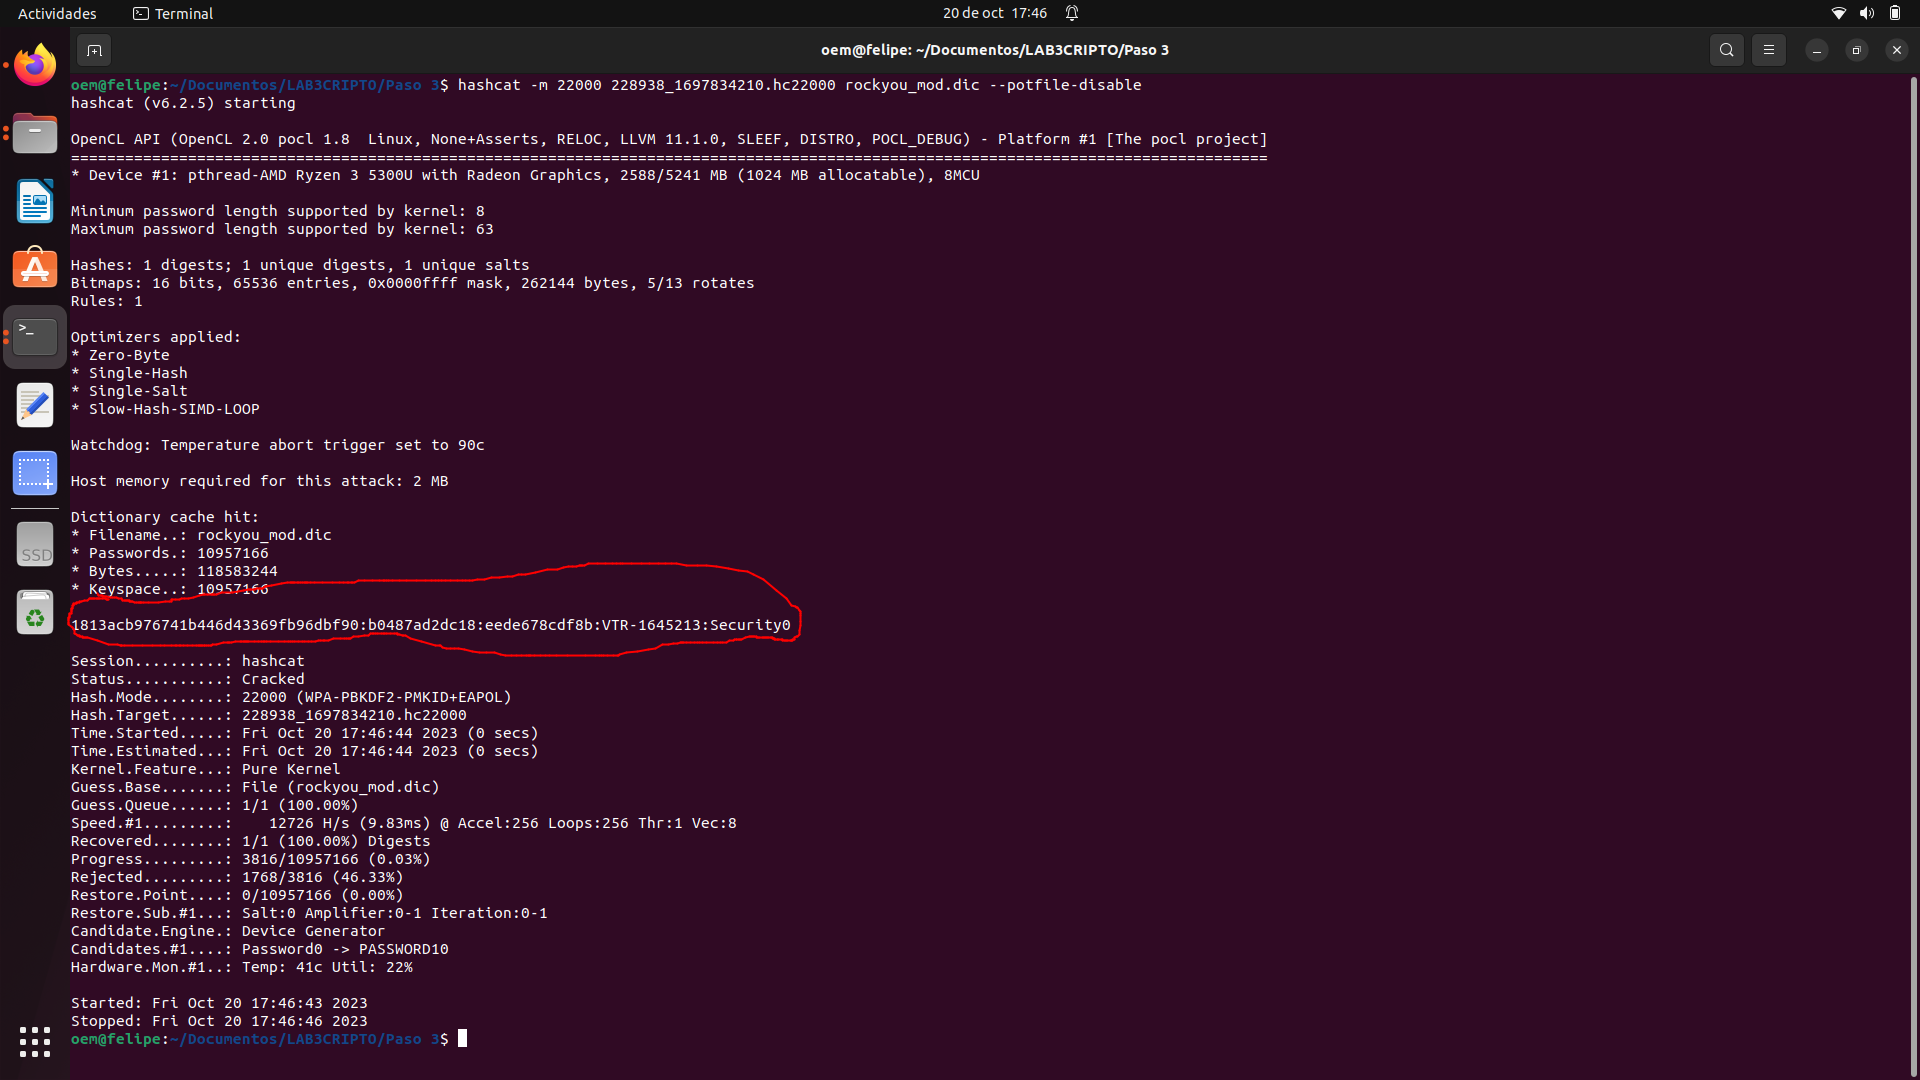 Actividades
Terminal
20 de oct 17:46
oem@felipe: ~/Documentos/LAB3CRIPTO/Paso 3
oem@felipe:~/Documentos/LAB3CRIPTO/Paso 3$ hashcat -m 22000 228938_1697834210.hc22000 rockyou_mod.dic --potfile-disable
hashcat (v6.2.5) starting
OpenCL API (OpenCL 2.0 pocl 1.8  Linux, None+Asserts, RELOC, LLVM 11.1.0, SLEEF, DISTRO, POCL_DEBUG) - Platform #1 [The pocl project]
=====================================================================================================================================
* Device #1: pthread-AMD Ryzen 3 5300U with Radeon Graphics, 2588/5241 MB (1024 MB allocatable), 8MCU
Minimum password length supported by kernel: 8
Maximum password length supported by kernel: 63
Hashes: 1 digests; 1 unique digests, 1 unique salts
Bitmaps: 16 bits, 65536 entries, 0x0000ffff mask, 262144 bytes, 5/13 rotates
Rules: 1
Optimizers applied:
* Zero-Byte
* Single-Hash
* Single-Salt
* Slow-Hash-SIMD-LOOP
Watchdog: Temperature abort trigger set to 90c
Host memory required for this attack: 2 MB
Dictionary cache hit:
* Filename..: rockyou_mod.dic
* Passwords.: 10957166
* Bytes.....: 118583244
* Keyspace..: 10957166
1813acb976741b446d43369fb96dbf90:b0487ad2dc18:eede678cdf8b:VTR-1645213:Security0
Session..........: hashcat
Status...........: Cracked
Hash.Mode........: 22000 (WPA-PBKDF2-PMKID+EAPOL)
Hash.Target......: 228938_1697834210.hc22000
Time.Started.....: Fri Oct 20 17:46:44 2023 (0 secs)
Time.Estimated...: Fri Oct 20 17:46:44 2023 (0 secs)
Kernel.Feature...: Pure Kernel
Guess.Base.......: File (rockyou_mod.dic)
Guess.Queue......: 1/1 (100.00%)
Speed.#1.........:    12726 H/s (9.83ms) @ Accel:256 Loops:256 Thr:1 Vec:8
Recovered........: 1/1 (100.00%) Digests
Progress.........: 3816/10957166 (0.03%)
Rejected.........: 1768/3816 (46.33%)
Restore.Point....: 0/10957166 (0.00%)
Restore.Sub.#1...: Salt:0 Amplifier:0-1 Iteration:0-1
Candidate.Engine.: Device Generator
Candidates.#1....: Password0 -> PASSWORD10
Hardware.Mon.#1..: Temp: 41c Util: 22%
Started: Fri Oct 20 17:46:43 2023
Stopped: Fri Oct 20 17:46:46 2023
oem@felipe:~/Documentos/LAB3CRIPTO/Paso 3$
SSD